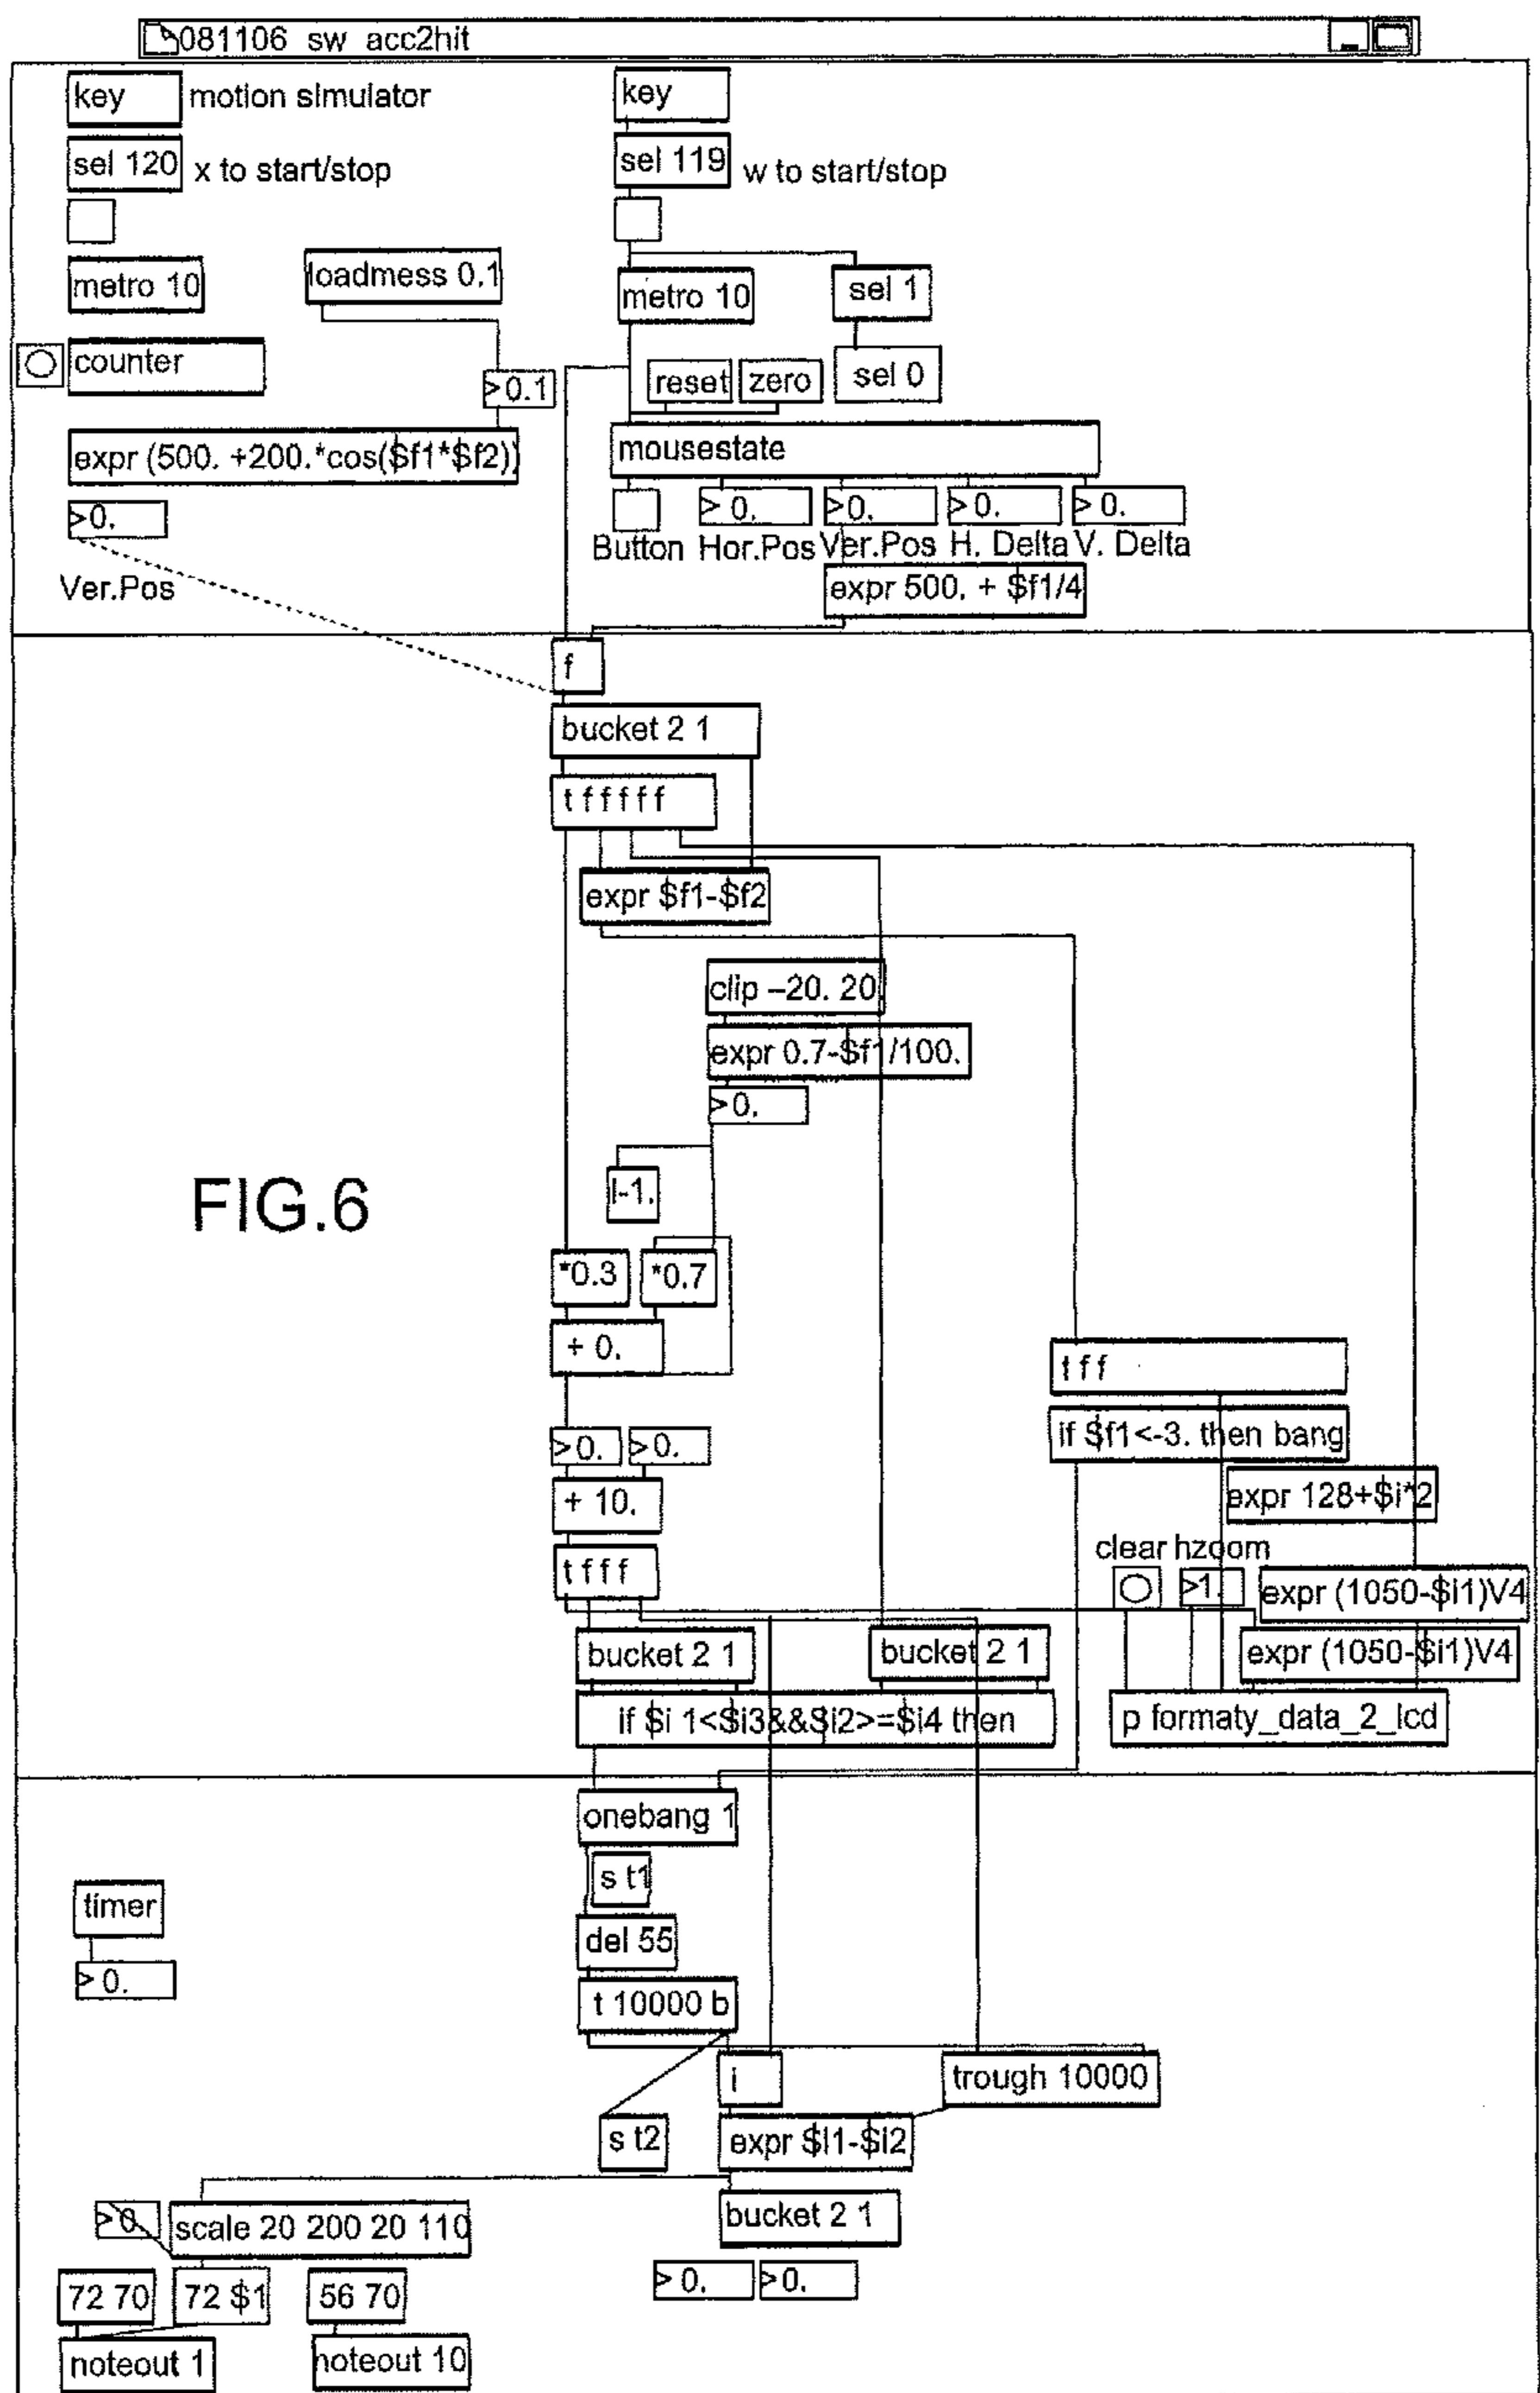 081106 sw acc2hit
key motion simulator
key
sel 120 x to start/stop
sel 119 w to start/stop
metro 10
loadmess 0.1
metro 10
sel 1
counter
>0.1
reset zero
sel 0
expr (500. +200.*cos($f1*$f2))
mousestate
>0.
>0. >0. >0. >0.
Button Hor.Pos Ver.Pos H. Delta V. Delta
Ver.Pos
expr 500. + $f1/4
f
bucket 2 1
t f f f f f
expr $f1-$f2
clip -20. 20
expr 0.7-$f1/100.
>0.
FIG.6
!-1.
*0.3 *0.7
+ 0.
t f f
>0. >0.
if $f1<-3. then bang
+ 10.
expr 128+$i*2
t f f f
clear hzoom
>1.
expr (1050-$i1)V4
bucket 2 1
bucket 2 1
expr (1050-$i1)V4
if $i 1<$i3&&$i2>=$i4 then
p formaty_data_2_lcd
onebang 1
s t1
timer
del 55
>0.
t 10000 b
i
trough 10000
s t2
expr $i1-$i2
>0.
scale 20 200 20 110
bucket 2 1
72 70
72 $1
56 70
>0. >0.
noteout 1
noteout 10